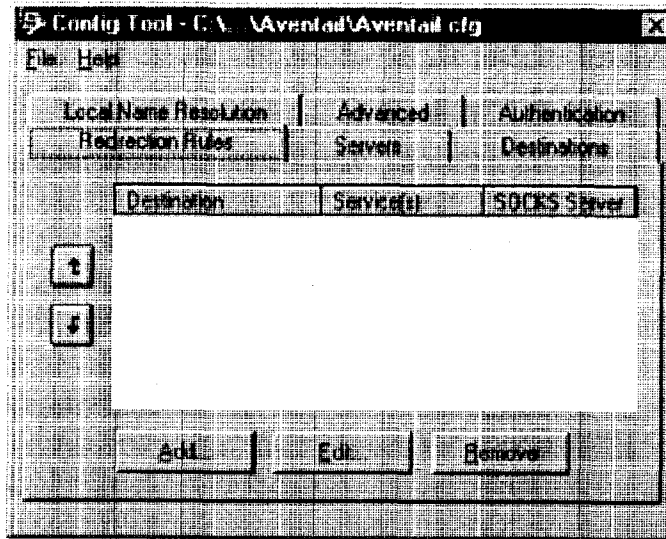 Config Tool - C:\...\Aventail\Aventail.cfg
File Help
Local Name Resolution Advanced Authentication
Redirection Rules Servers Destinations
Destination Service(s) SOCKS Server
Add... Edit... Remove